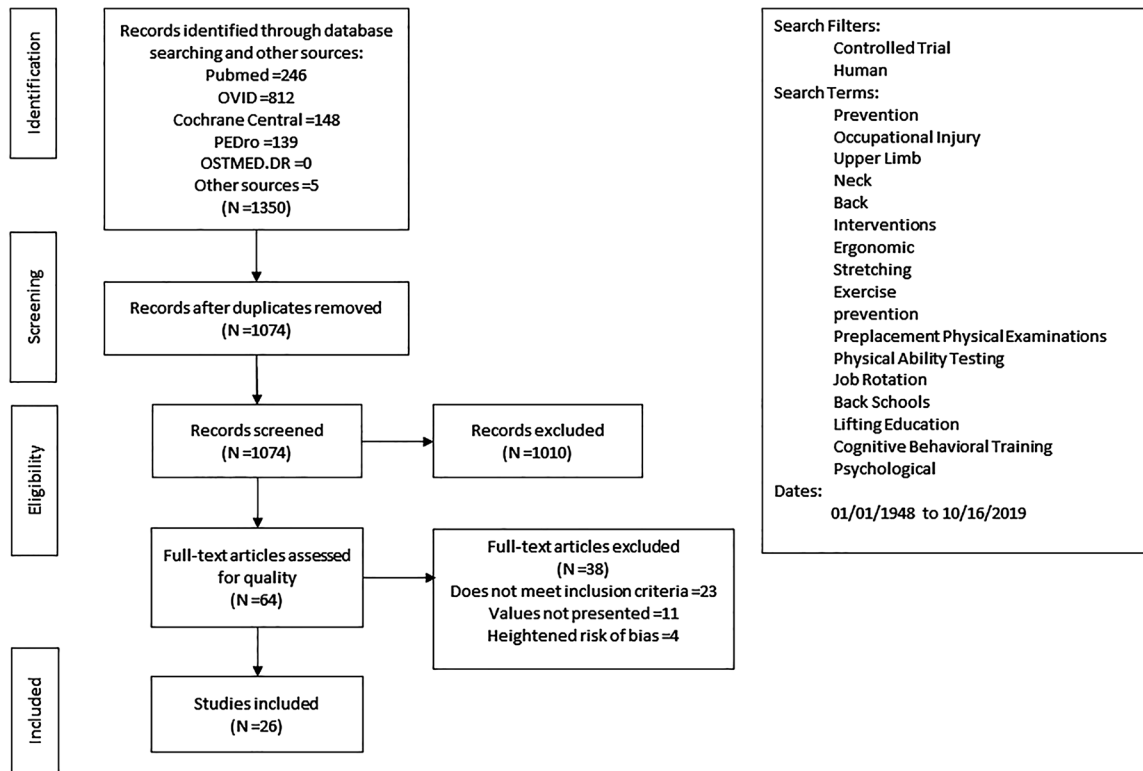 Identification
Records identified through database
searching and other sources:
Pubmed =246
OVID =812
Cochrane Central =148
PEDro =139
OSTMED.DR =0
Other sources =5
(N =1350)
Screening
Records after duplicates removed
(N =1074)
Eligibility
Records screened
(N =1074)
Records excluded
(N =1010)
Full-text articles assessed
for quality
(N =64)
Full-text articles excluded
(N =38)
Does not meet inclusion criteria =23
Values not presented =11
Heightened risk of bias =4
Included
Studies included
(N =26)
Search Filters:
Controlled Trial
Human
Search Terms:
Prevention
Occupational Injury
Upper Limb
Neck
Back
Interventions
Ergonomic
Stretching
Exercise
prevention
Preplacement Physical Examinations
Physical Ability Testing
Job Rotation
Back Schools
Lifting Education
Cognitive Behavioral Training
Psychological
Dates:
01/01/1948 to 10/16/2019